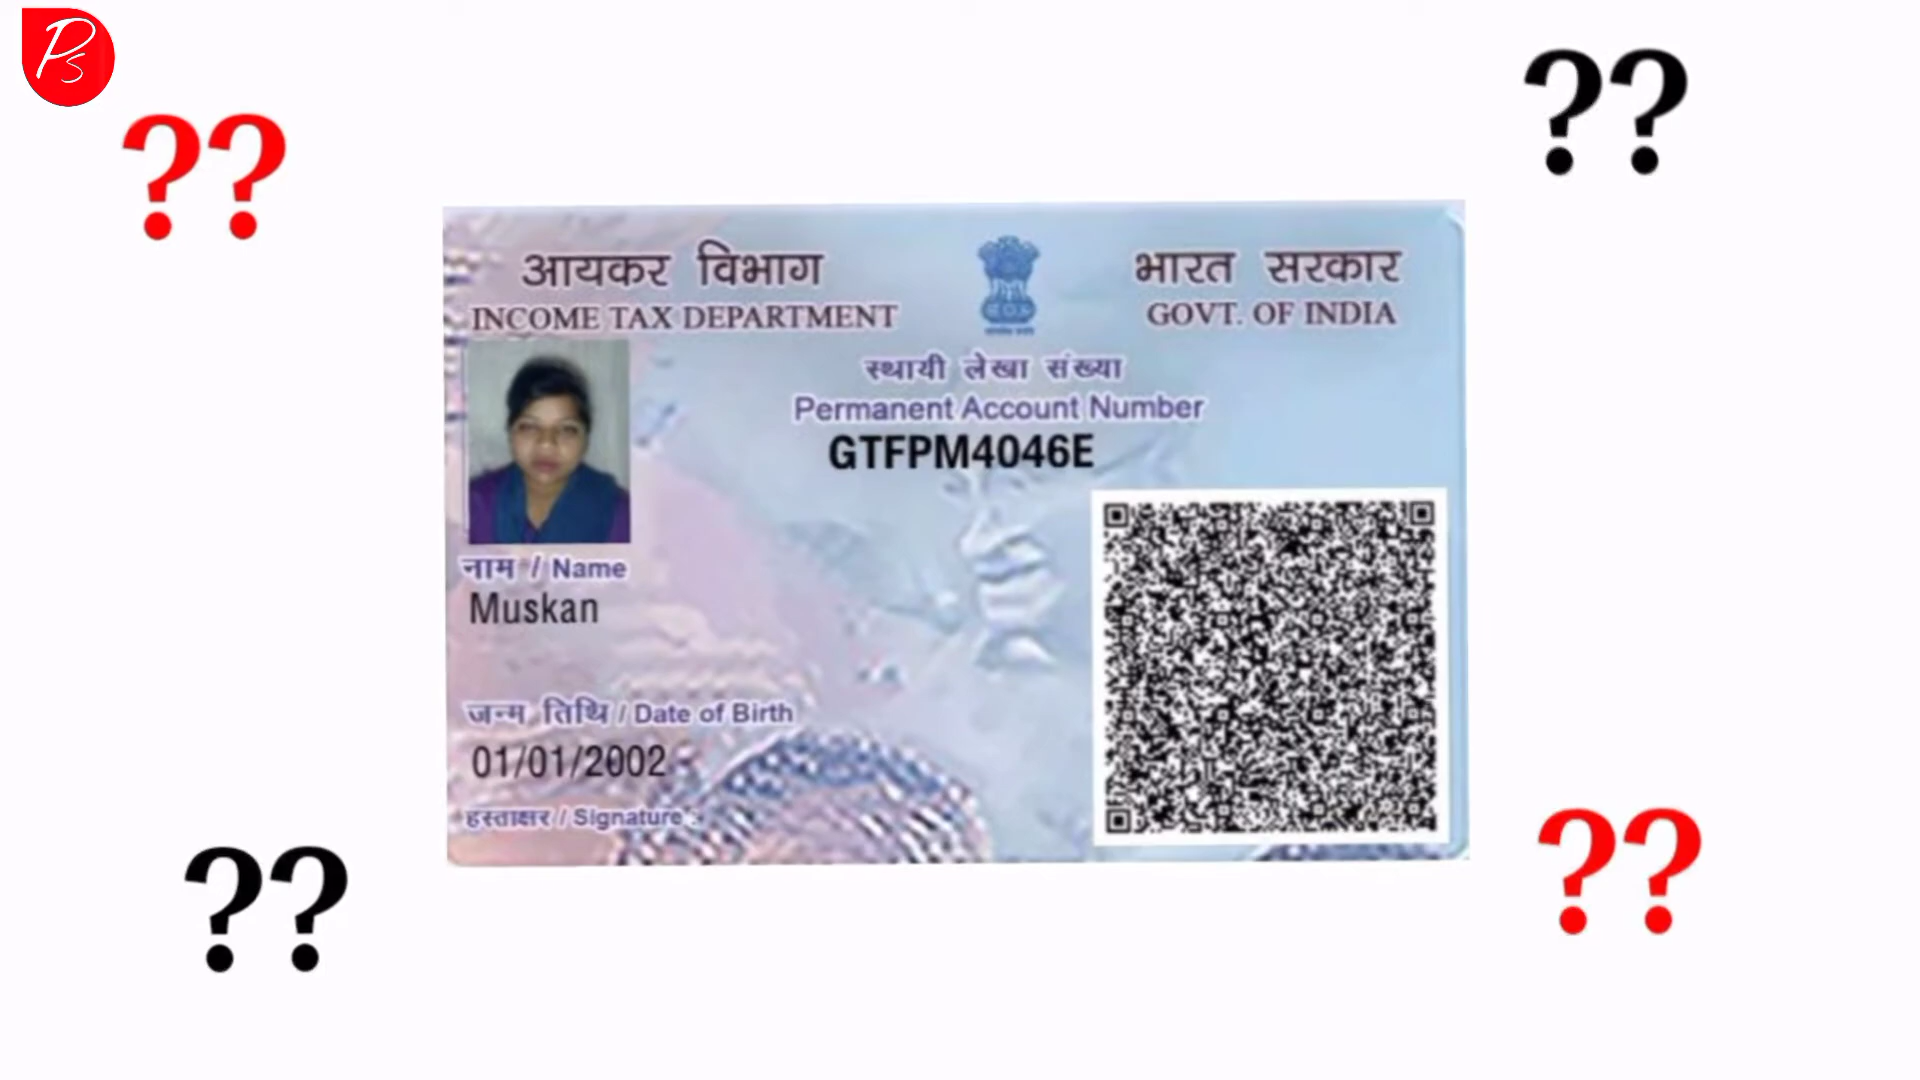 PS
??
??
आयकर विभाग
INCOME TAX DEPARTMENT
भारत सरकार
GOVT. OF INDIA
स्थायी लेखा संख्या
Permanent Account Number
GTFPM4046E
नाम / Name
Muskan
जन्म तिथि / Date of Birth
01/01/2002
हस्ताक्षर / Signature :
??
??